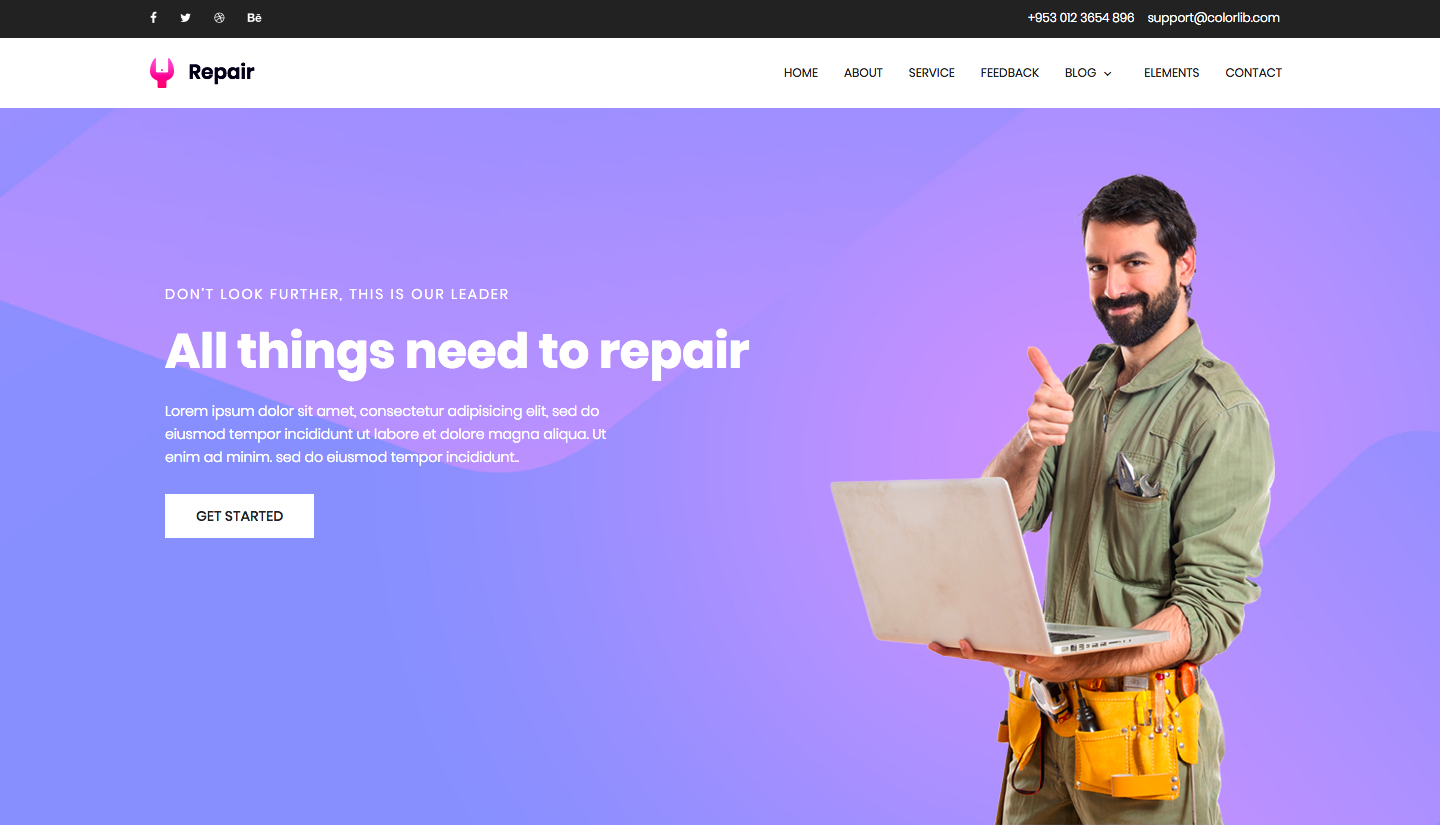 Bē
+953 012 3654 896 support@colorlib.com
Repair
HOME ABOUT SERVICE FEEDBACK BLOG ELEMENTS CONTACT
DON'T LOOK FURTHER, THIS IS OUR LEADER
All things need to repair
Lorem ipsum dolor sit amet, consectetur adipisicing elit, sed do
eiusmod tempor incididunt ut labore et dolore magna aliqua. Ut
enim ad minim. sed do eiusmod tempor incididunt..
GET STARTED